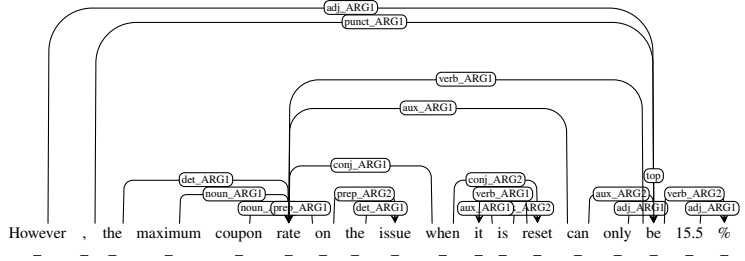 adj_ARG1
punct_ARG1
verb_ARG1
aux_ARG1
conj_ARG1
top
det_ARG1 conj_ARG2
noun_ARG1 prep_ARG2 verb_ARG1 aux_ARG2 verb_ARG2
prep_ARG1 det_ARG1 aux_ARG1 adj_ARG1 adj_ARG1
However , the maximum coupon rate on the issue when it is reset can only be 15.5 %
_ _ _ _ _ _ _ _ _ _ _ _ _ _ _ _ _ _